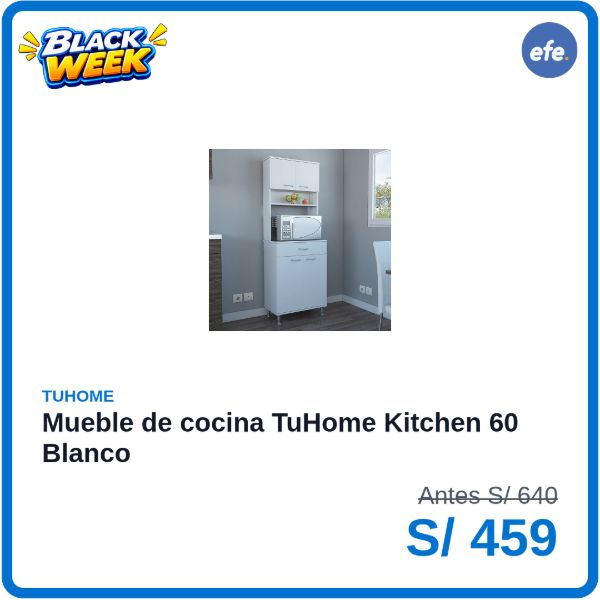 BLACK
WEEK
efe.
TUHOME
Mueble de cocina TuHome Kitchen 60
Blanco
Antes S/ 640
S/ 459